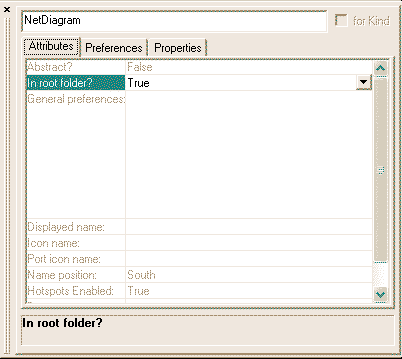 NetDiagram
for Kind
Attributes Preferences Properties
Abstract? False
In root folder? True
General preferences:
Displayed name:
Icon name:
Port icon name:
Name position: South
Hotspots Enabled: True
In root folder?